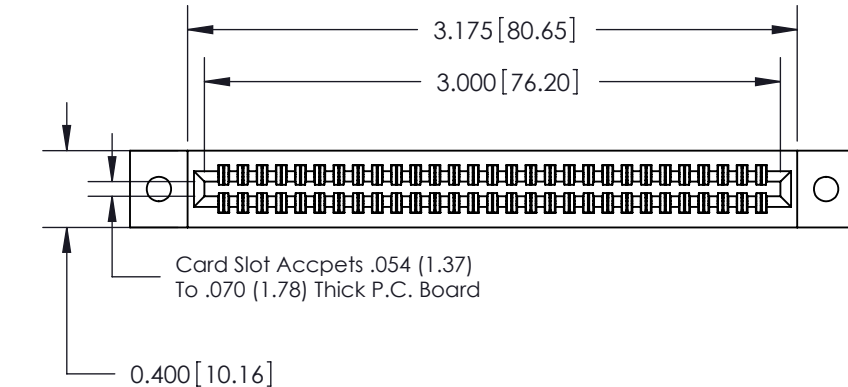 3.175[80.65]
3.000[76.20]
Card Slot Accpets .054 (1.37)
To .070 (1.78) Thick P.C. Board
0.400[10.16]